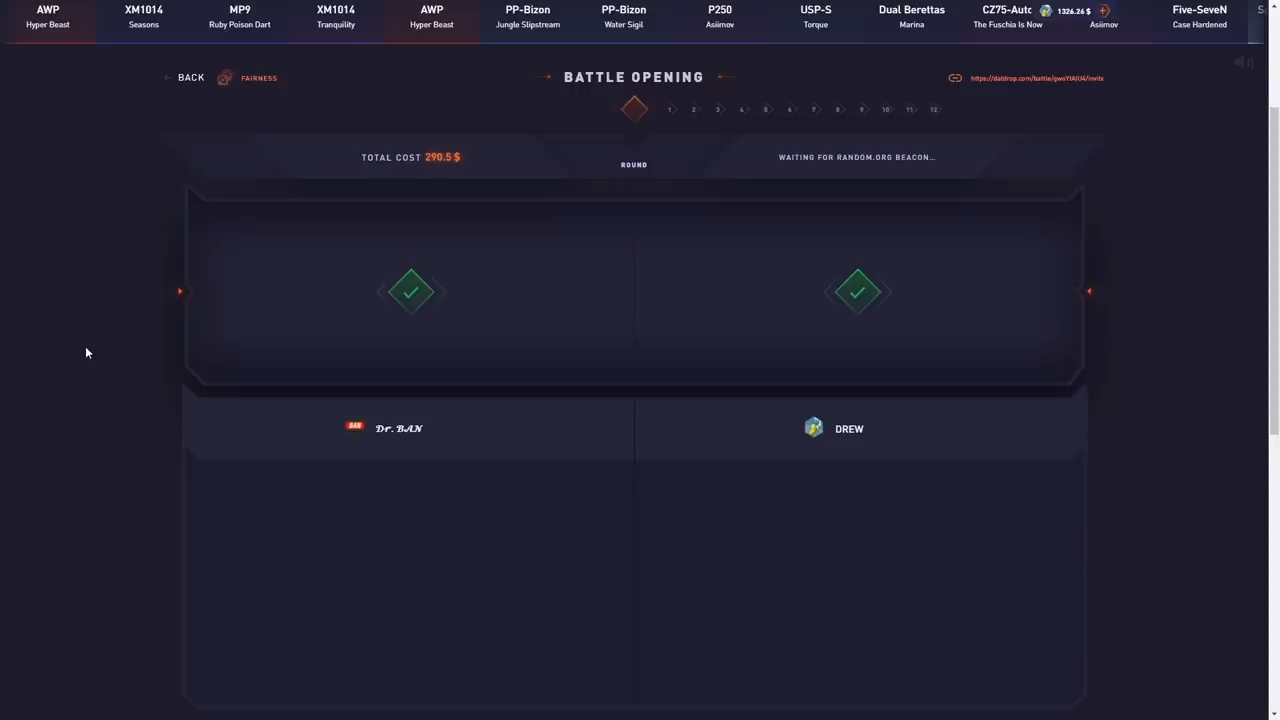 AWP XM1014 MP9 XM1014 AWP PP-Bizon PP-Bizon P250 USP-S Dual Berettas CZ75-Auto 1326.26 $ Five-SeveN
Hyper Beast Seasons Ruby Poison Dart Tranquility Hyper Beast Jungle Slipstream Water Sigil Asiimov Torque Marina The Fuschia Is Now Asiimov Case Hardened
BACK FAIRNESS BATTLE OPENING
1 2 3 4 5 6 7 8 9 10 11 12
TOTAL COST 290.5 $ ROUND WAITING FOR RANDOM.ORG BEACON...
BAN Dr. BAN DREW